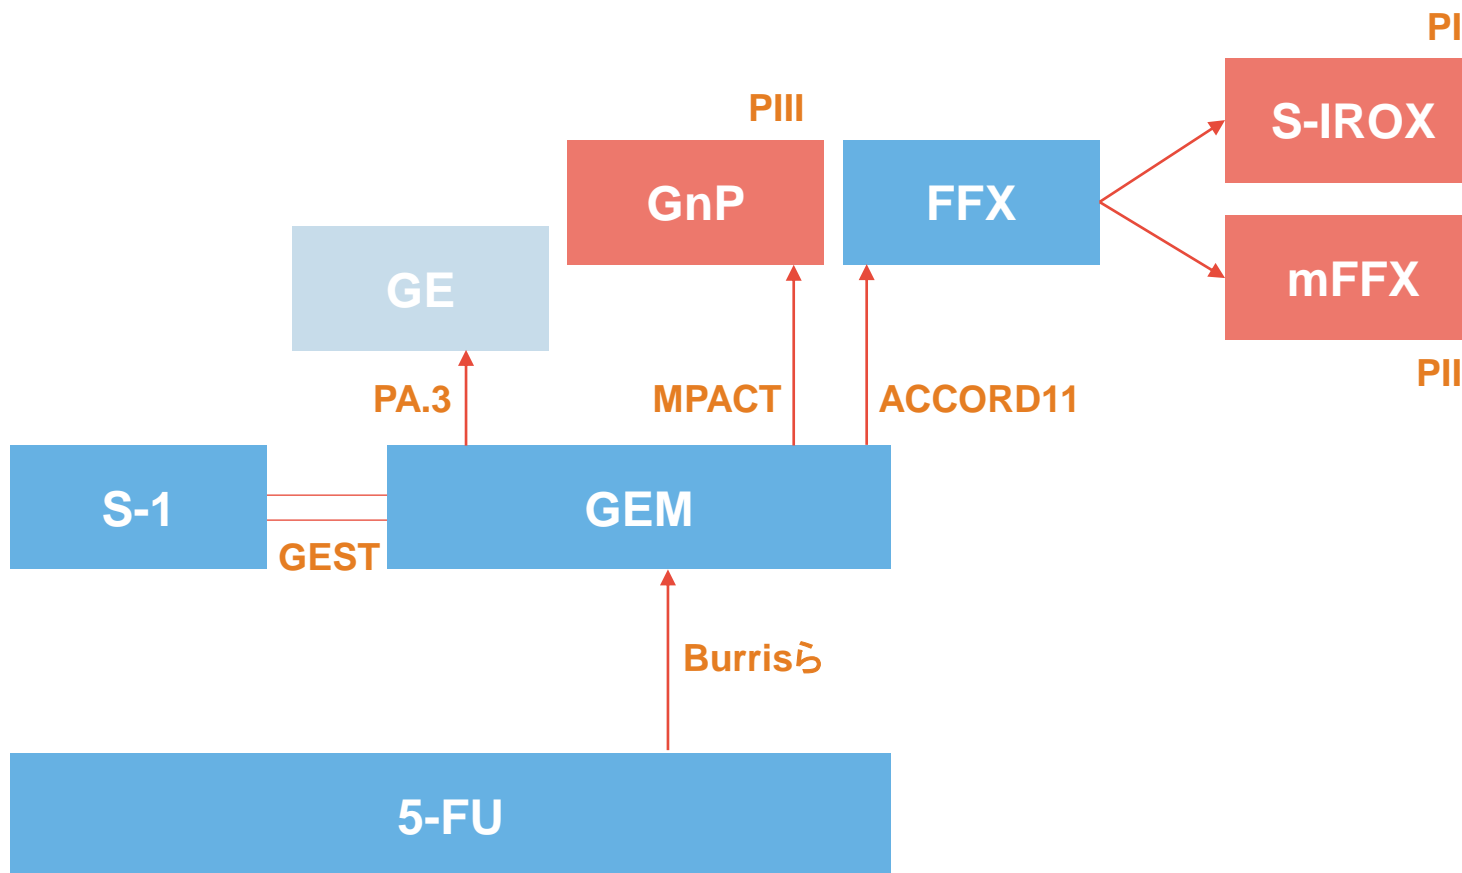 PI
S-IROX
PIII
GnP
FFX
mFFX
GE
PII
PA.3
MPACT
ACCORD11
S-1
GEM
GEST
Burrisら
5-FU